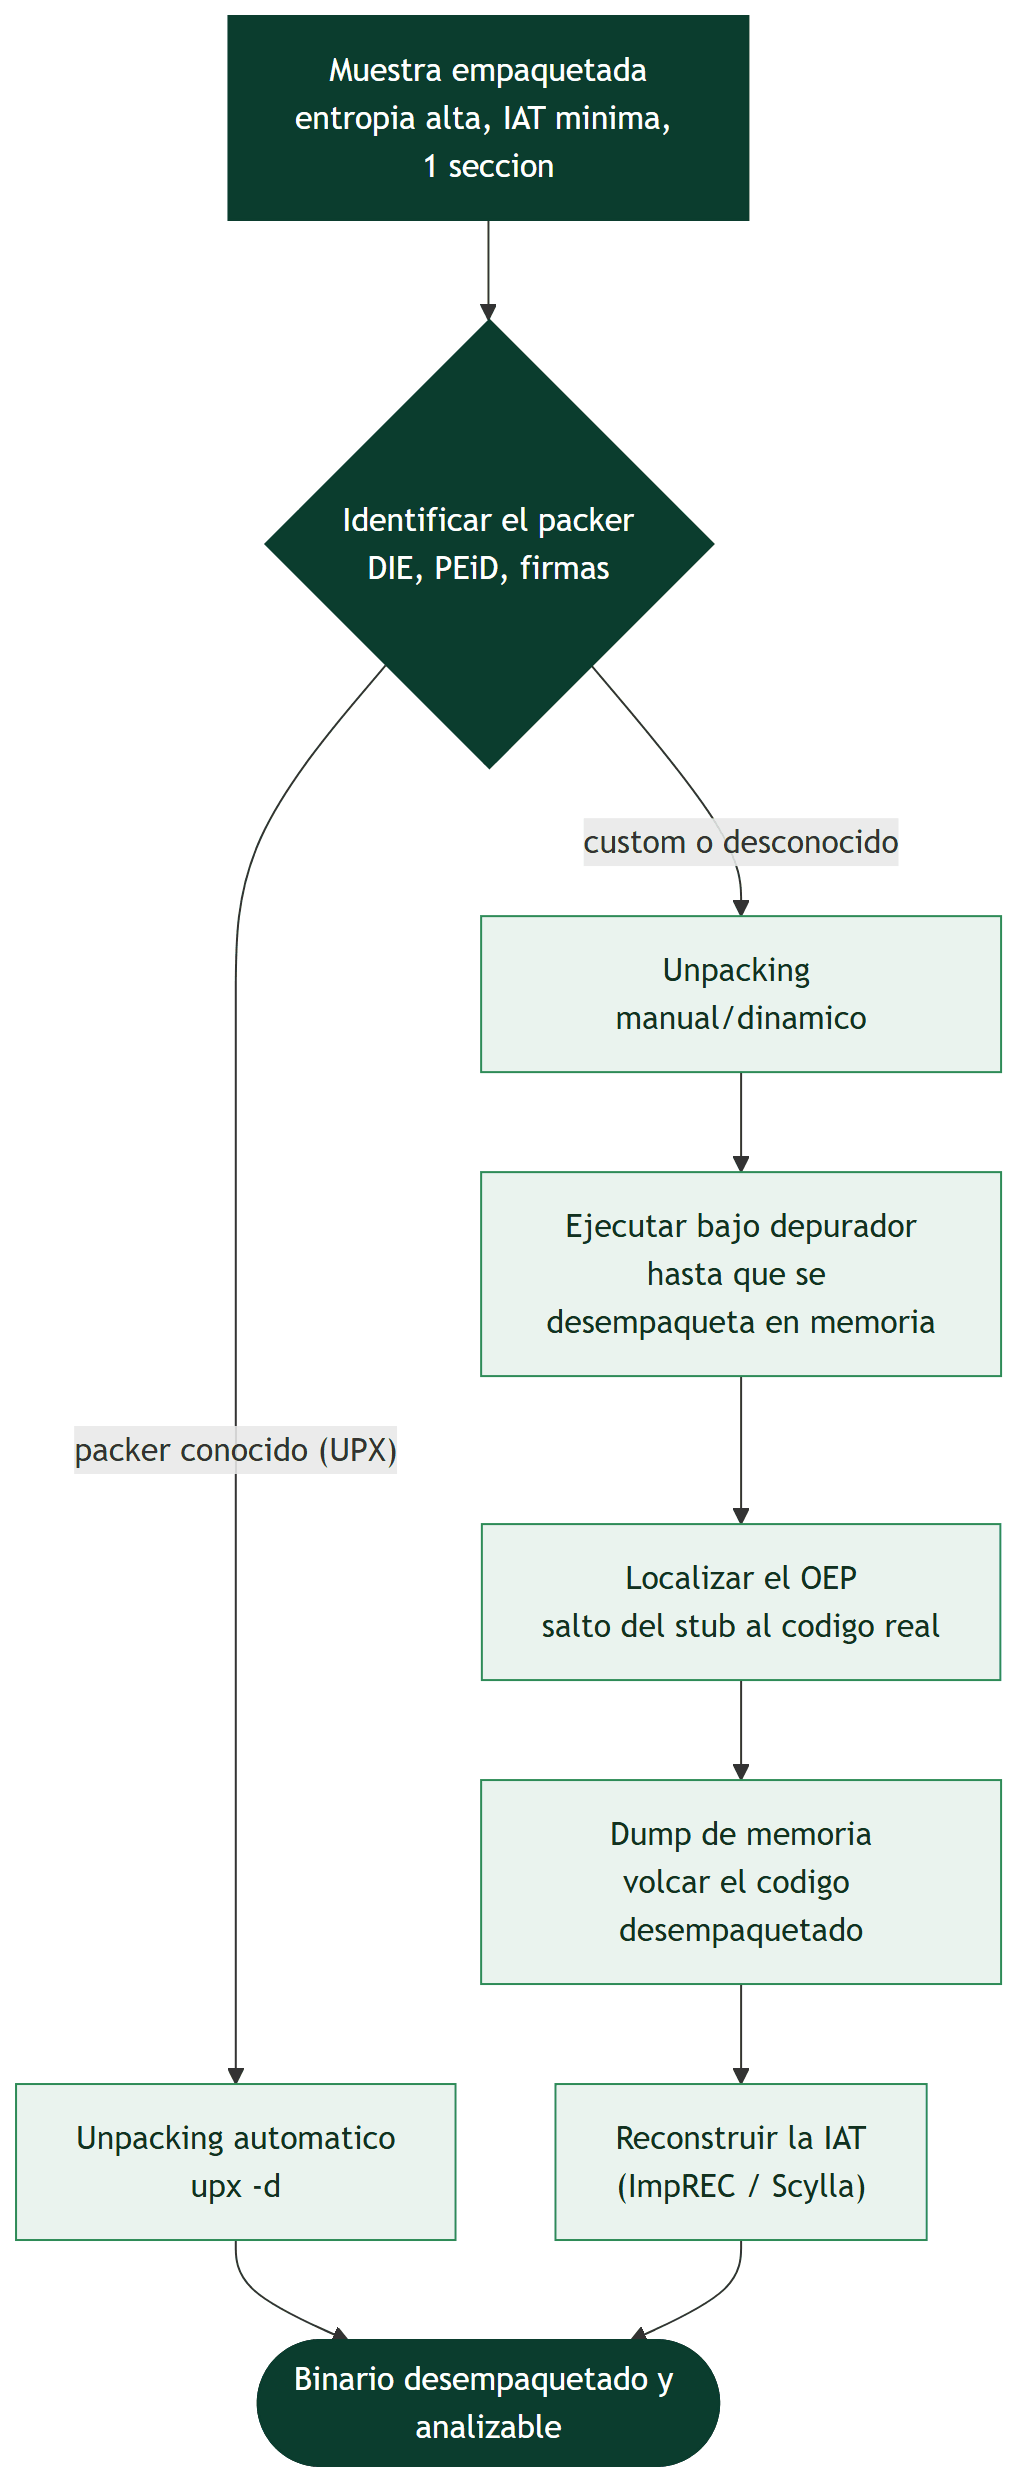 Muestra empaquetada
entropia alta, IAT minima,
1 seccion
Identificar el packer
DIE, PEiD, firmas
custom o desconocido
Unpacking
manual/dinamico
Ejecutar bajo depurador
hasta que se
desempaqueta en memoria
packer conocido (UPX)
Localizar el OEP
salto del stub al codigo real
Dump de memoria
volcar el codigo
desempaquetado
Unpacking automatico
upx -d
Reconstruir la IAT
(ImpREC / Scylla)
Binario desempaquetado y
analizable